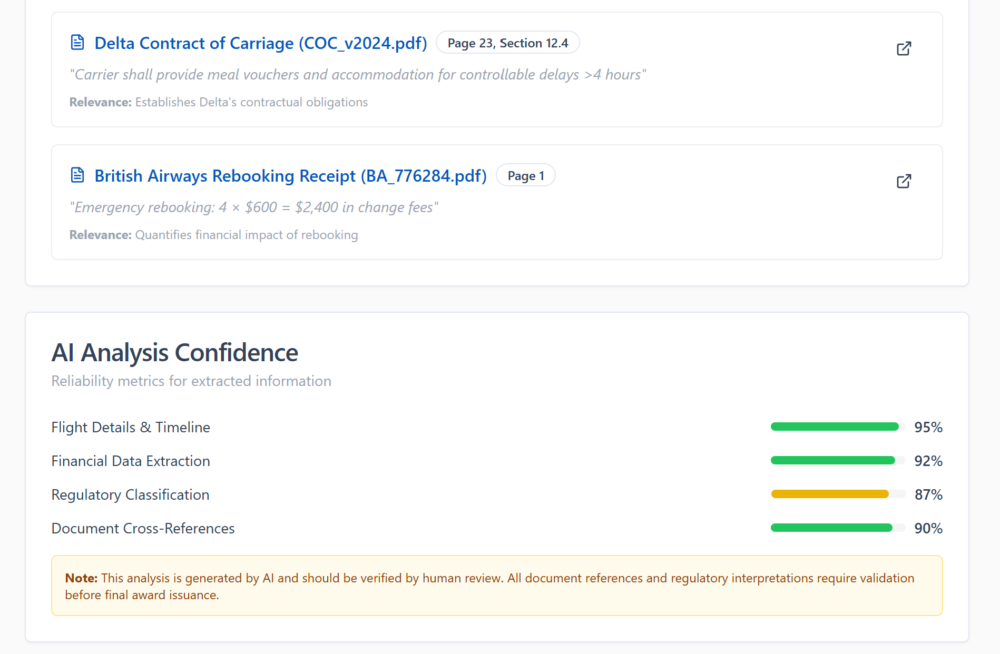 Delta Contract of Carriage (COC_v2024.pdf) Page 23, Section 12.4
"Carrier shall provide meal vouchers and accommodation for controllable delays >4 hours"
Relevance: Establishes Delta's contractual obligations
British Airways Rebooking Receipt (BA_776284.pdf) Page 1
"Emergency rebooking: 4 × $600 = $2,400 in change fees"
Relevance: Quantifies financial impact of rebooking
AI Analysis Confidence
Reliability metrics for extracted information
Flight Details & Timeline 95%
Financial Data Extraction 92%
Regulatory Classification 87%
Document Cross-References 90%
Note: This analysis is generated by AI and should be verified by human review. All document references and regulatory interpretations require validation
before final award issuance.